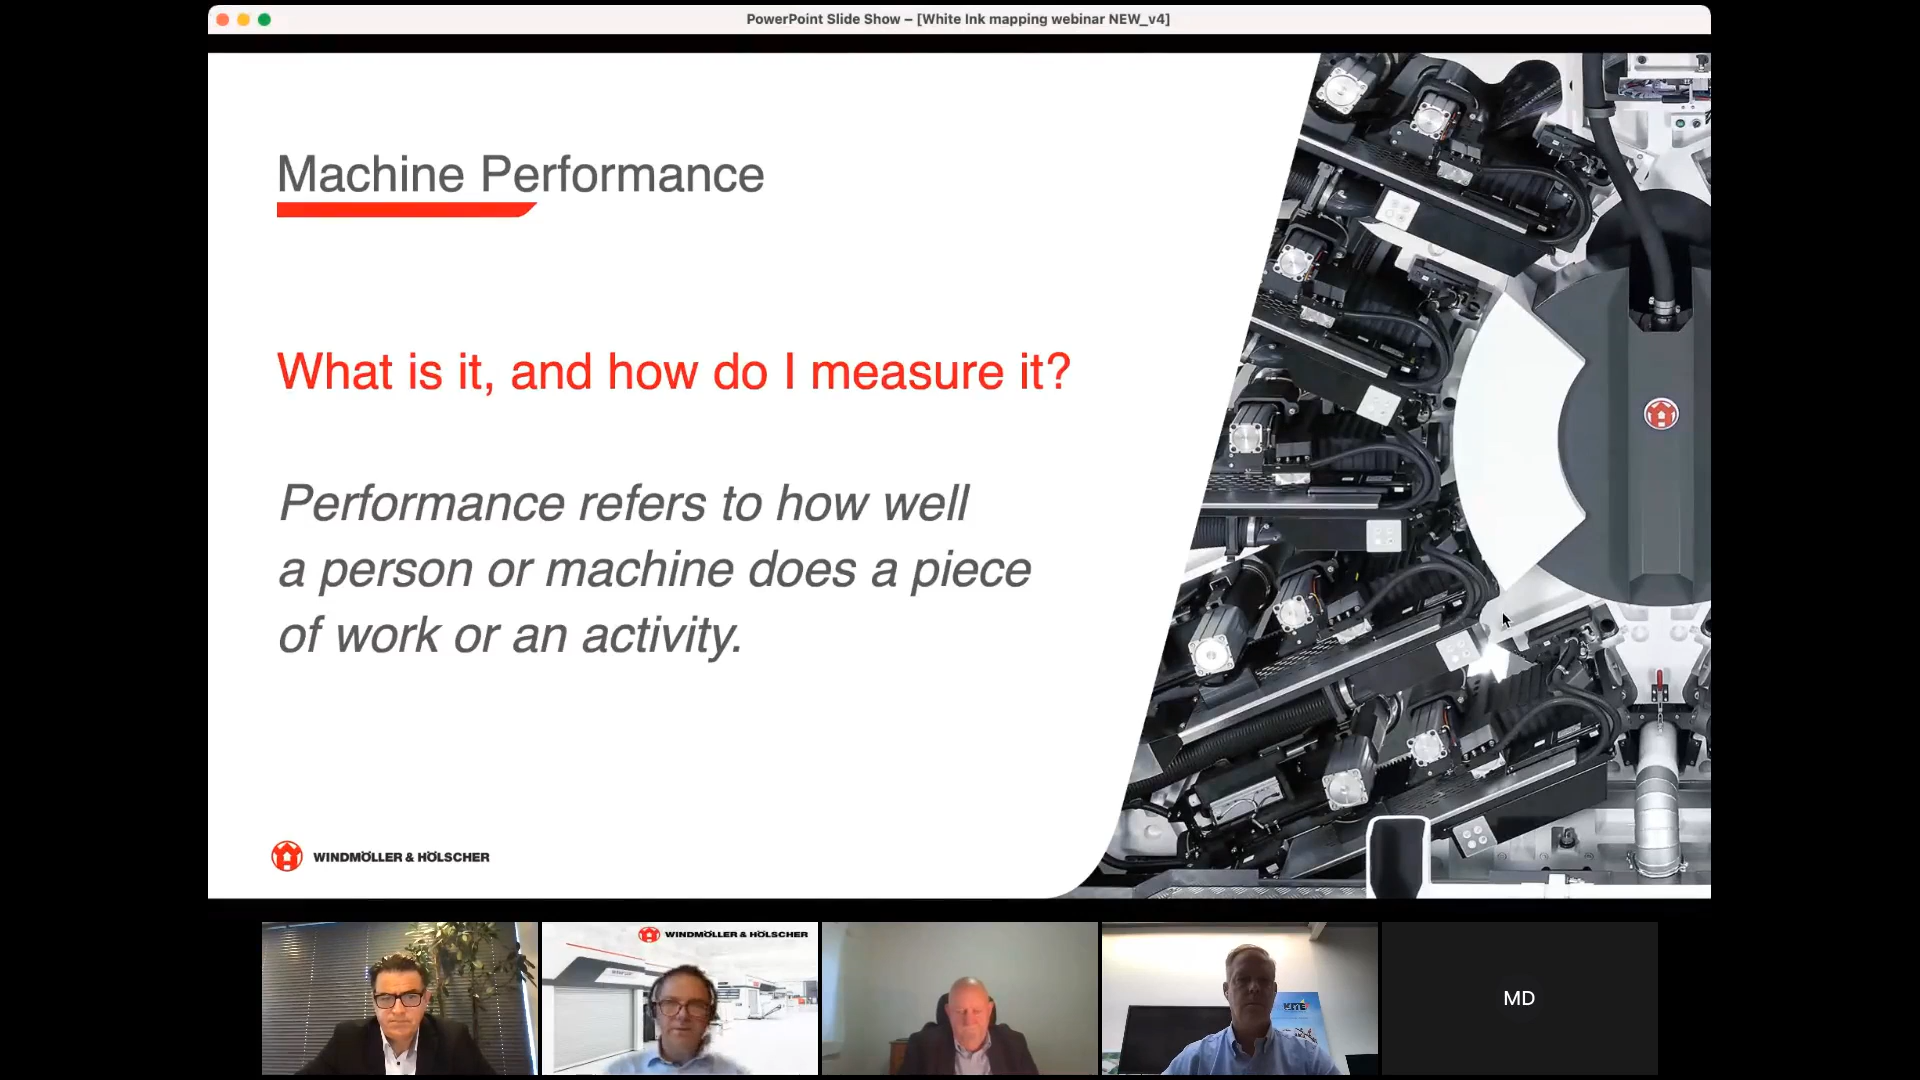 PowerPoint Slide Show – [White Ink mapping webinar NEW_v4]
Machine Performance
What is it, and how do I measure it?
Performance refers to how well
a person or machine does a piece
of work or an activity.
WINDMÖLLER & HÖLSCHER
WINDMÖLLER & HÖLSCHER
MD